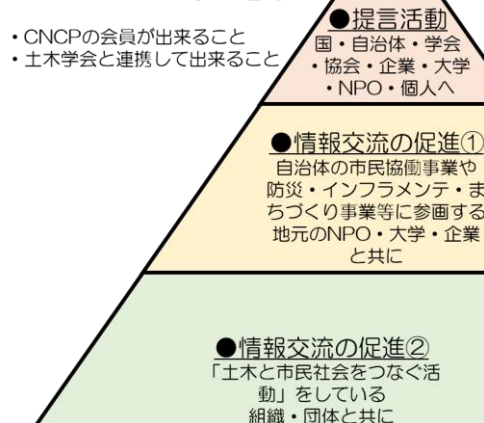 ●提言活動
国・自治体・学会
・協会・企業・大学
・NPO・個人へ
・CNCPの会員が出来ること
・土木学会と連携して出来ること
●情報交流の促進①
自治体の市民協働事業や
防災・インフラメンテ・ま
ちづくり事業等に参画する
地元のNPO・大学・企業
と共に
●情報交流の促進②
「土木と市民社会をつなぐ活
動」をしている
組織・団体と共に